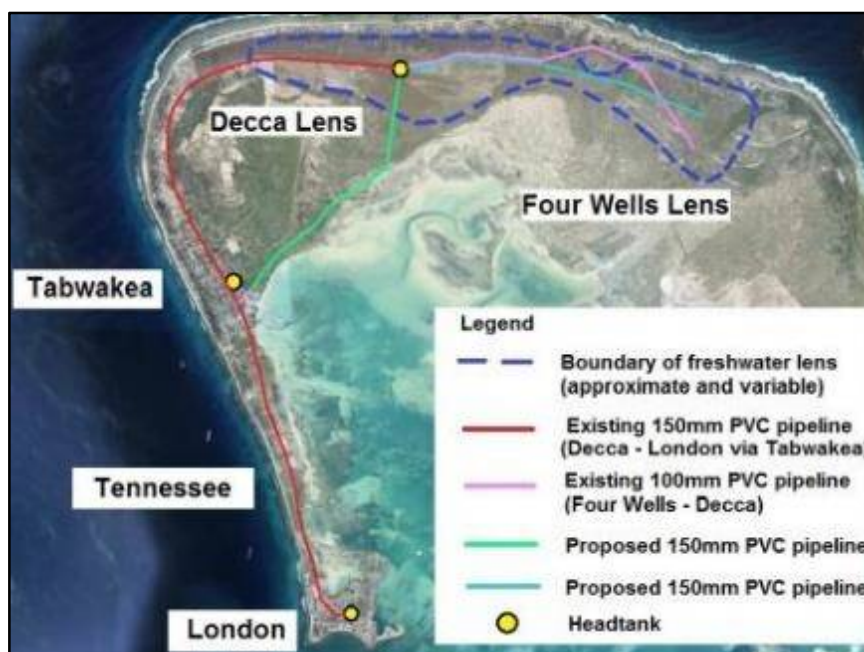 Decca Lens
Four Wells Lens
Tabwakea
Tennessee
London
Legend
Boundary of freshwater lens
(approximate and variable)
Existing 150mm PVC pipeline
(Decca - London via Tabwakea)
Existing 100mm PVC pipeline
(Four Wells - Decca)
Proposed 150mm PVC pipeline
Proposed 150mm PVC pipeline
Headtank